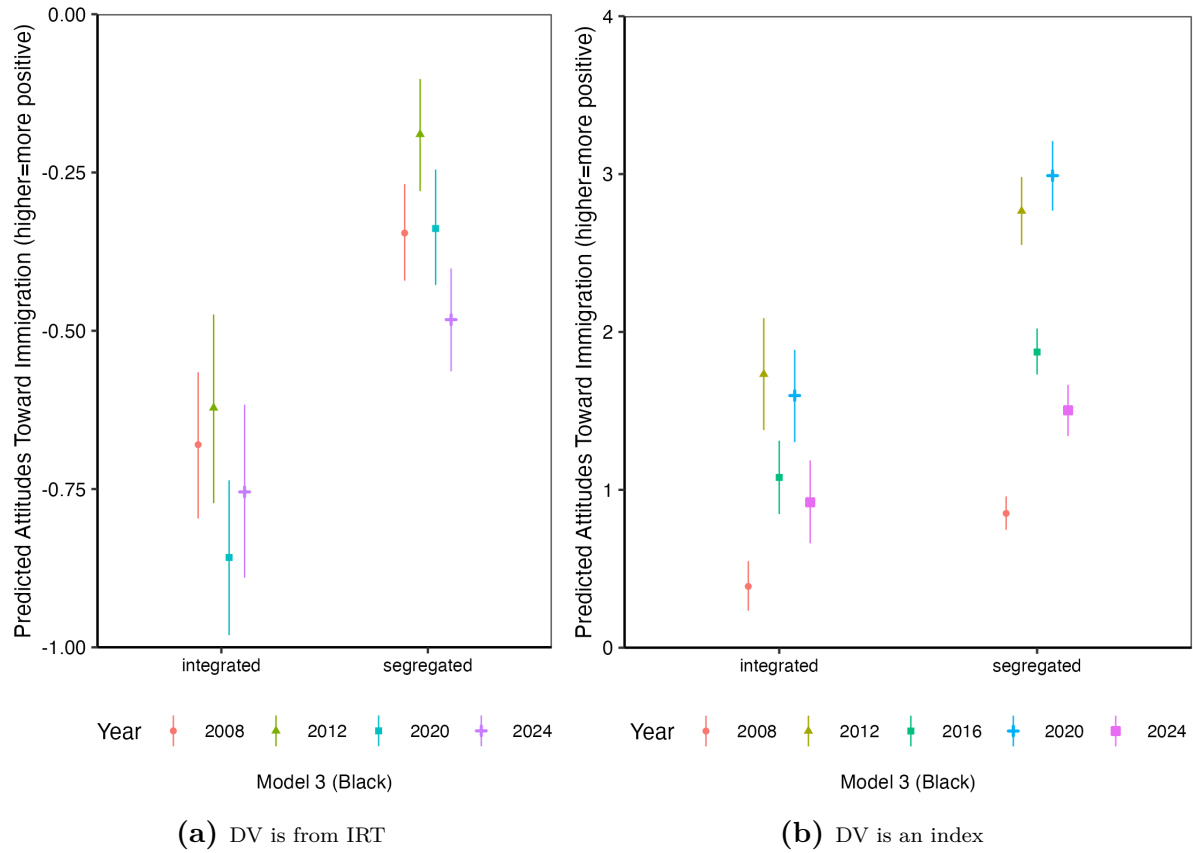 Predicted Attitudes Toward Immigration (higher=more positive)
0.00
-0.25
-0.50
-0.75
-1.00
integrated segregated
Year 2008 2012 2020 2024
Model 3 (Black)
(a) DV is from IRT
Predicted Attitudes Toward Immigration (higher=more positive)
4
3
2
1
0
integrated segregated
Year 2008 2012 2016 2020 2024
Model 3 (Black)
(b) DV is an index